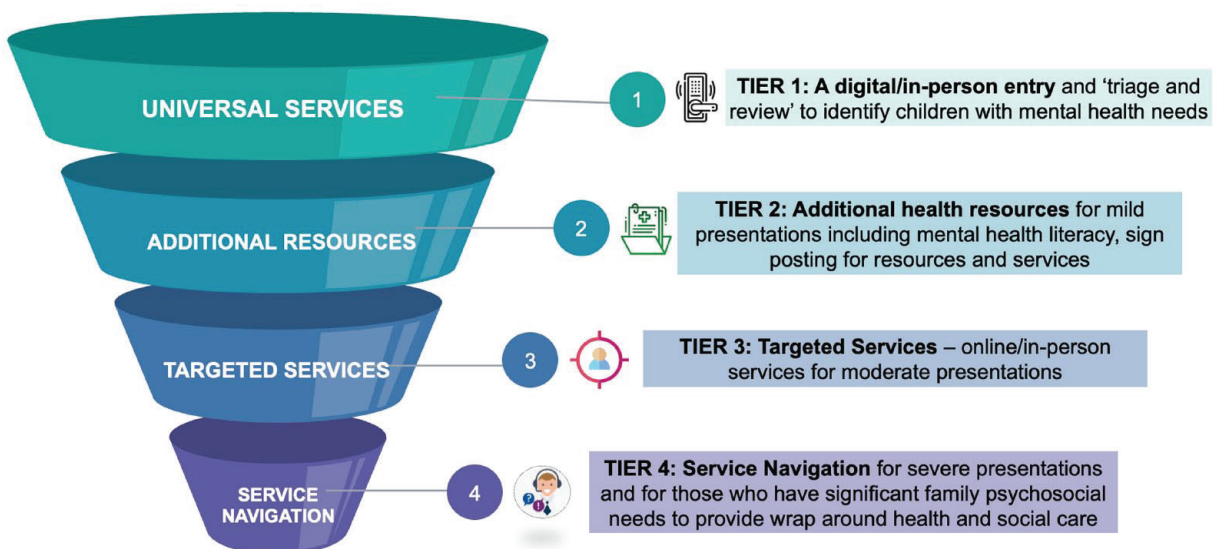 UNIVERSAL SERVICES
1
TIER 1: A digital/in-person entry and ‘triage and
review’ to identify children with mental health needs
ADDITIONAL RESOURCES
2
TIER 2: Additional health resources for mild
presentations including mental health literacy, sign
posting for resources and services
TARGETED SERVICES
3
TIER 3: Targeted Services – online/in-person
services for moderate presentations
SERVICE
NAVIGATION
4
? !
TIER 4: Service Navigation for severe presentations
and for those who have significant family psychosocial
needs to provide wrap around health and social care